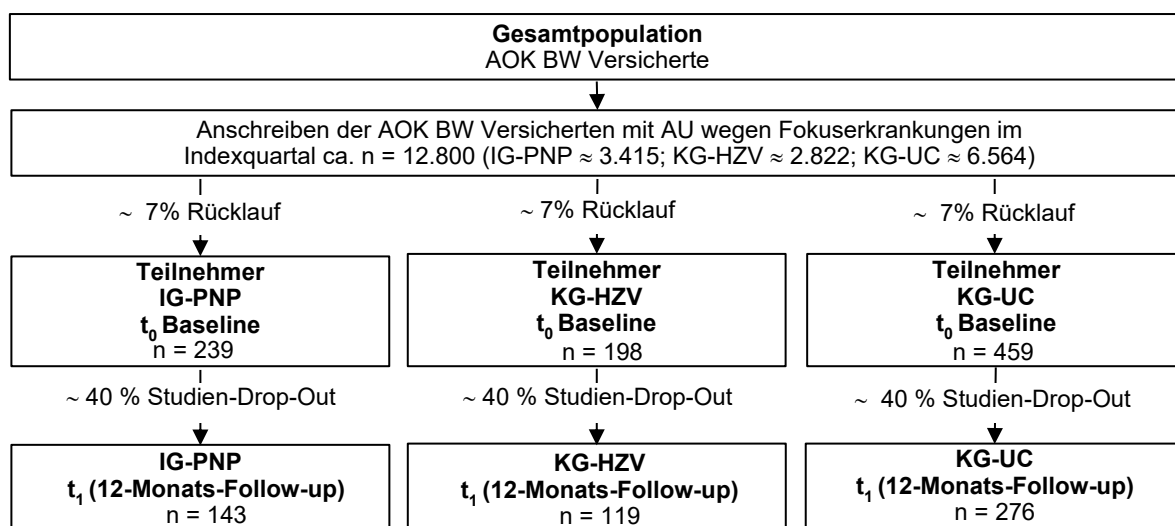 Gesamtpopulation
AOK BW Versicherte
Anschreiben der AOK BW Versicherten mit AU wegen Fokuserkrankungen im
Indexquartal ca. n = 12.800 (IG-PNP ≈ 3.415; KG-HZV ≈ 2.822; KG-UC ≈ 6.564)
~ 7% Rücklauf
~ 7% Rücklauf
~ 7% Rücklauf
Teilnehmer
IG-PNP
t0 Baseline
n = 239
Teilnehmer
KG-HZV
t0 Baseline
n = 198
Teilnehmer
KG-UC
t0 Baseline
n = 459
~ 40 % Studien-Drop-Out
~ 40 % Studien-Drop-Out
~ 40 % Studien-Drop-Out
IG-PNP
t1 (12-Monats-Follow-up)
n = 143
KG-HZV
t1 (12-Monats-Follow-up)
n = 119
KG-UC
t1 (12-Monats-Follow-up)
n = 276